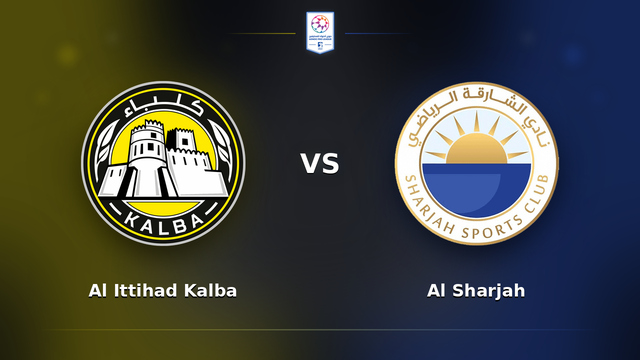 كلباء
KALBA
VS
نادي الشارقة الرياضي
SHARJAH SPORTS CLUB
Al Ittihad Kalba
Al Sharjah